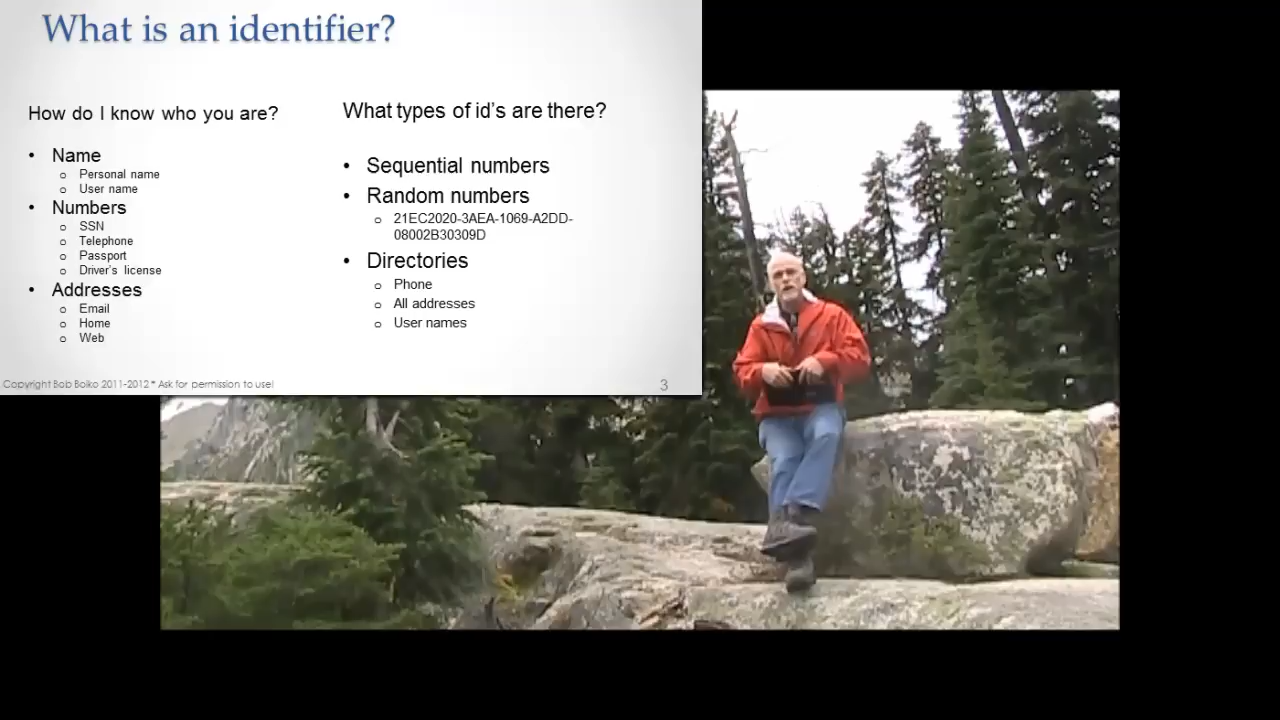 What is an identifier?
How do I know who you are?
• Name
o Personal name
o User name
• Numbers
o SSN
o Telephone
o Passport
o Driver's license
• Addresses
o Email
o Home
o Web
What types of id's are there?
• Sequential numbers
• Random numbers
o 21EC2020-3AEA-1069-A2DD-
08002B30309D
• Directories
o Phone
o All addresses
o User names
Copyright Bob Boiko 2011-2012 * Ask for permission to use!
3